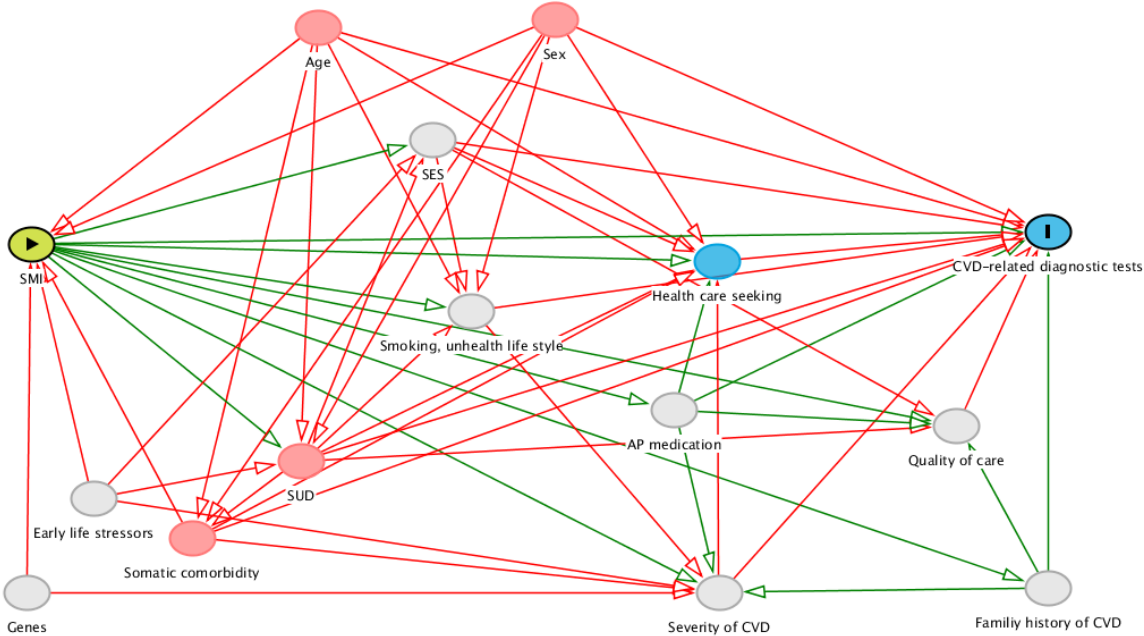 Age
Sex
SES
SMI
CVD-related diagnostic tests
Health care seeking
Smoking, unhealth life style
AP medication
Quality of care
SUD
Early life stressors
Somatic comorbidity
Genes
Severity of CVD
Familiy history of CVD